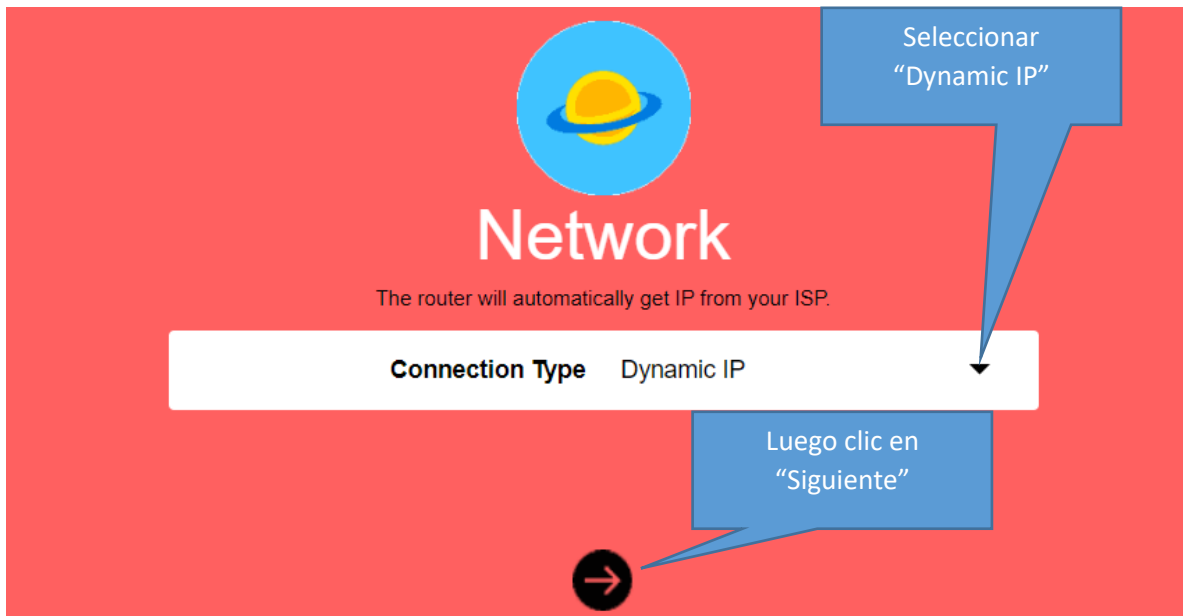 Seleccionar
“Dynamic IP”
Network
The router will automatically get IP from your ISP.
Connection Type Dynamic IP
Luego clic en
“Siguiente”